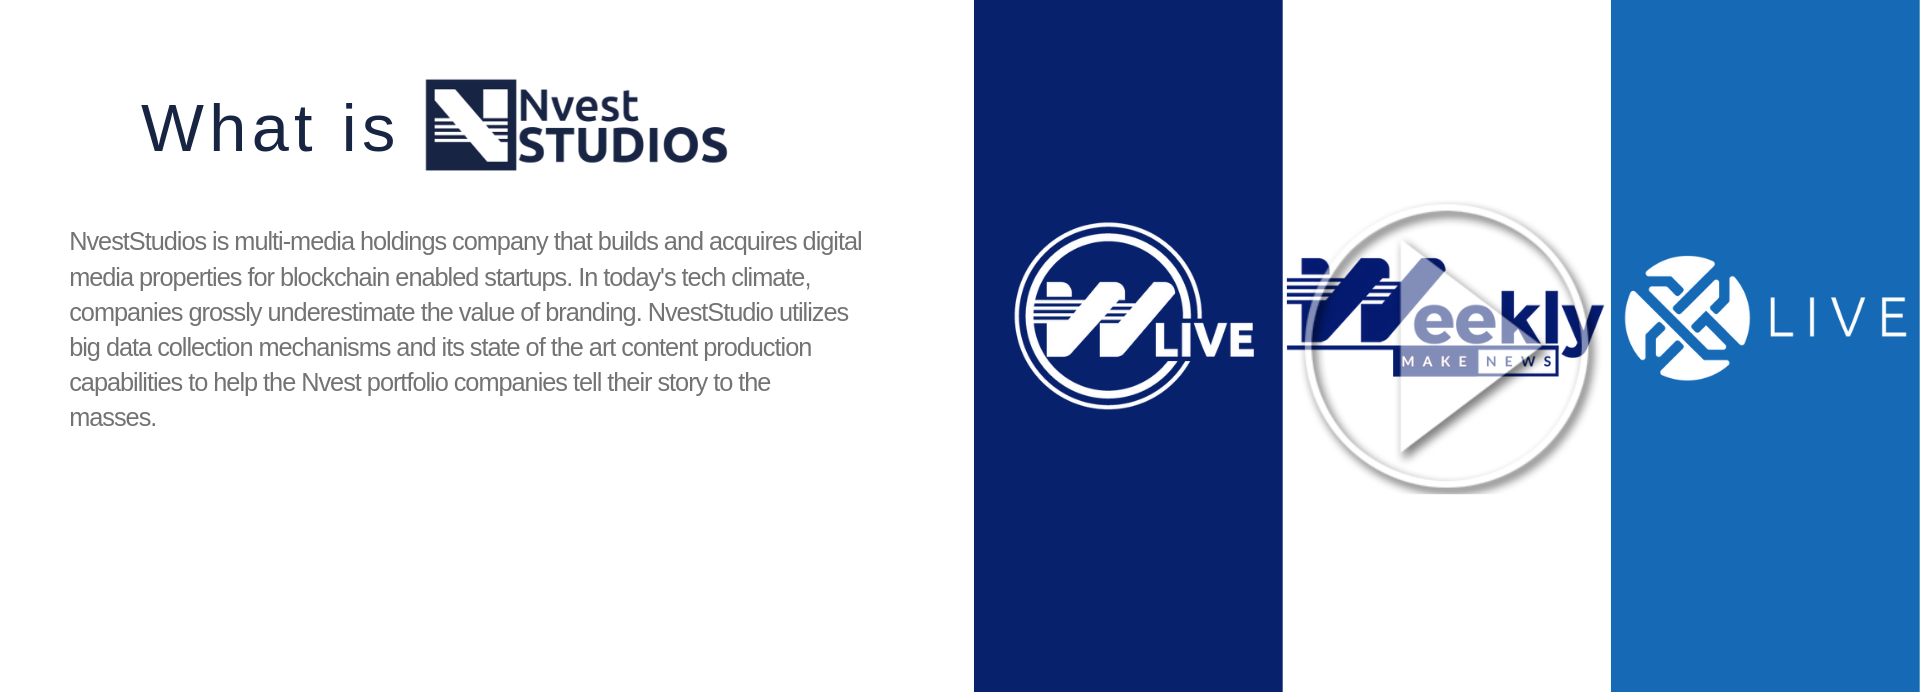 What is Nvest STUDIOS
NvestStudios is multi-media holdings company that builds and acquires digital
media properties for blockchain enabled startups. In today's tech climate,
companies grossly underestimate the value of branding. NvestStudio utilizes
big data collection mechanisms and its state of the art content production
capabilities to help the Nvest portfolio companies tell their story to the
masses.
W LIVE
Weekly
MAKE NEWS
LIVE